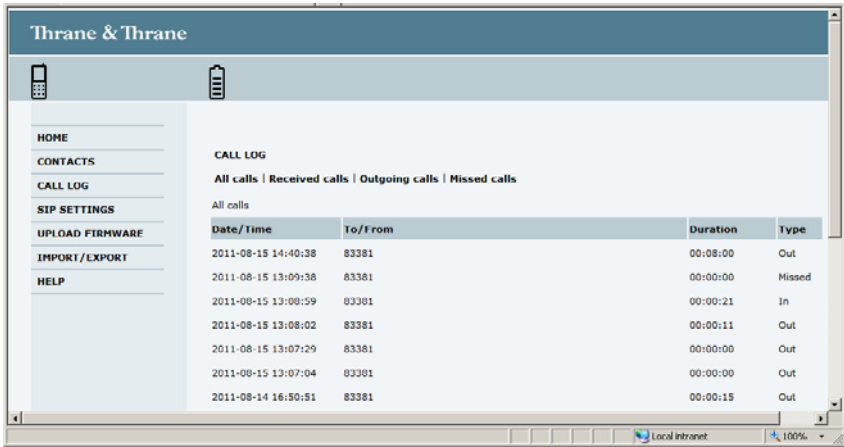 Thrane & Thrane
HOME
CONTACTS
CALL LOG
SIP SETTINGS
UPLOAD FIRMWARE
IMPORT/EXPORT
HELP
CALL LOG
All calls | Received calls | Outgoing calls | Missed calls
All calls
Date/Time To/From Duration Type
2011-08-15 14:40:38 83381 00:08:00 Out
2011-08-15 13:09:38 83381 00:00:00 Missed
2011-08-15 13:08:59 83381 00:00:21 In
2011-08-15 13:08:02 83381 00:00:11 Out
2011-08-15 13:07:29 83381 00:00:00 Out
2011-08-15 13:07:04 83381 00:00:00 Out
2011-08-14 16:50:51 83381 00:00:15 Out
Local intranet 100%